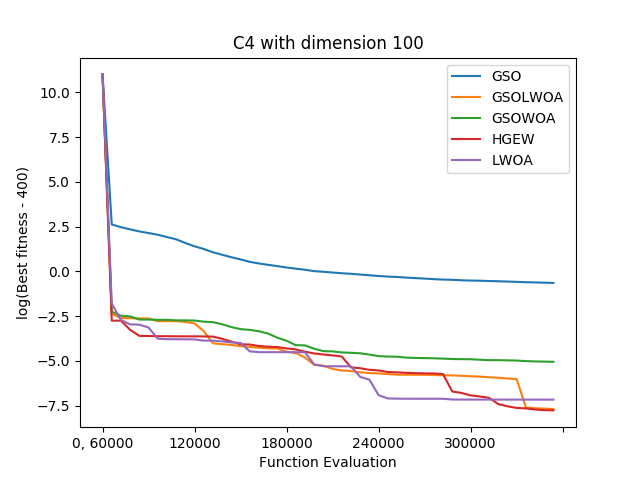 C4 with dimension 100
log(Best fitness - 400)
10.0
7.5
5.0
2.5
0.0
−2.5
−5.0
−7.5
GSO
GSOLWOA
GSOWOA
HGEW
LWOA
0, 60000 120000 180000 240000 300000
Function Evaluation